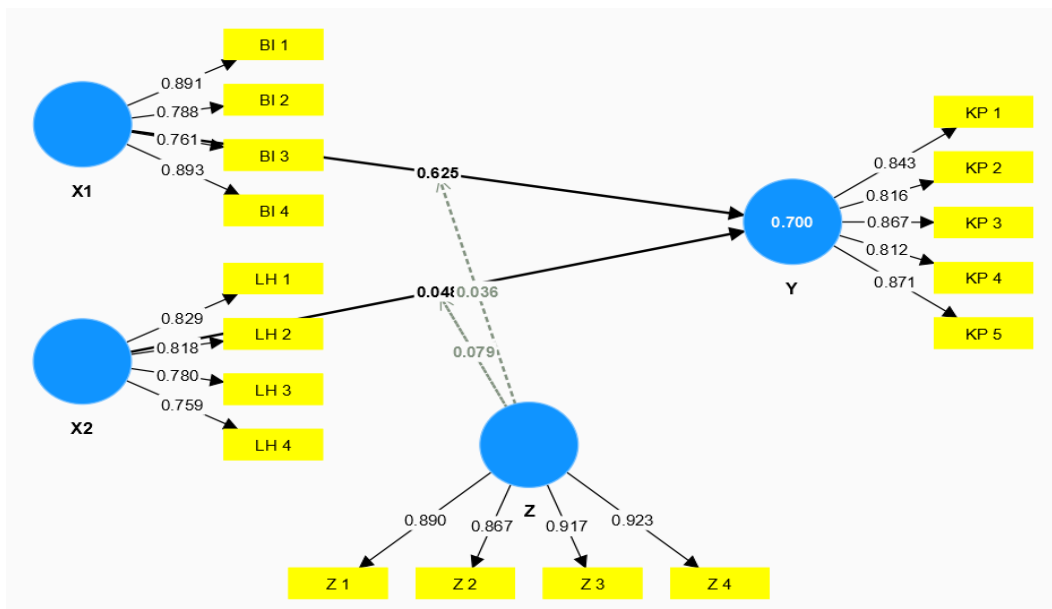 BI 1
0.891
BI 2
0.788
0.761
BI 3
0.893
BI 4
X1
0.625
KP 1
0.843
KP 2
0.816
0.700
0.867
KP 3
0.812
KP 4
Y
0.871
KP 5
LH 1
0.829
LH 2
0.818
0.780
LH 3
0.759
LH 4
X2
0.036
0.079
Z
0.890
0.867
0.917
0.923
Z 1
Z 2
Z 3
Z 4